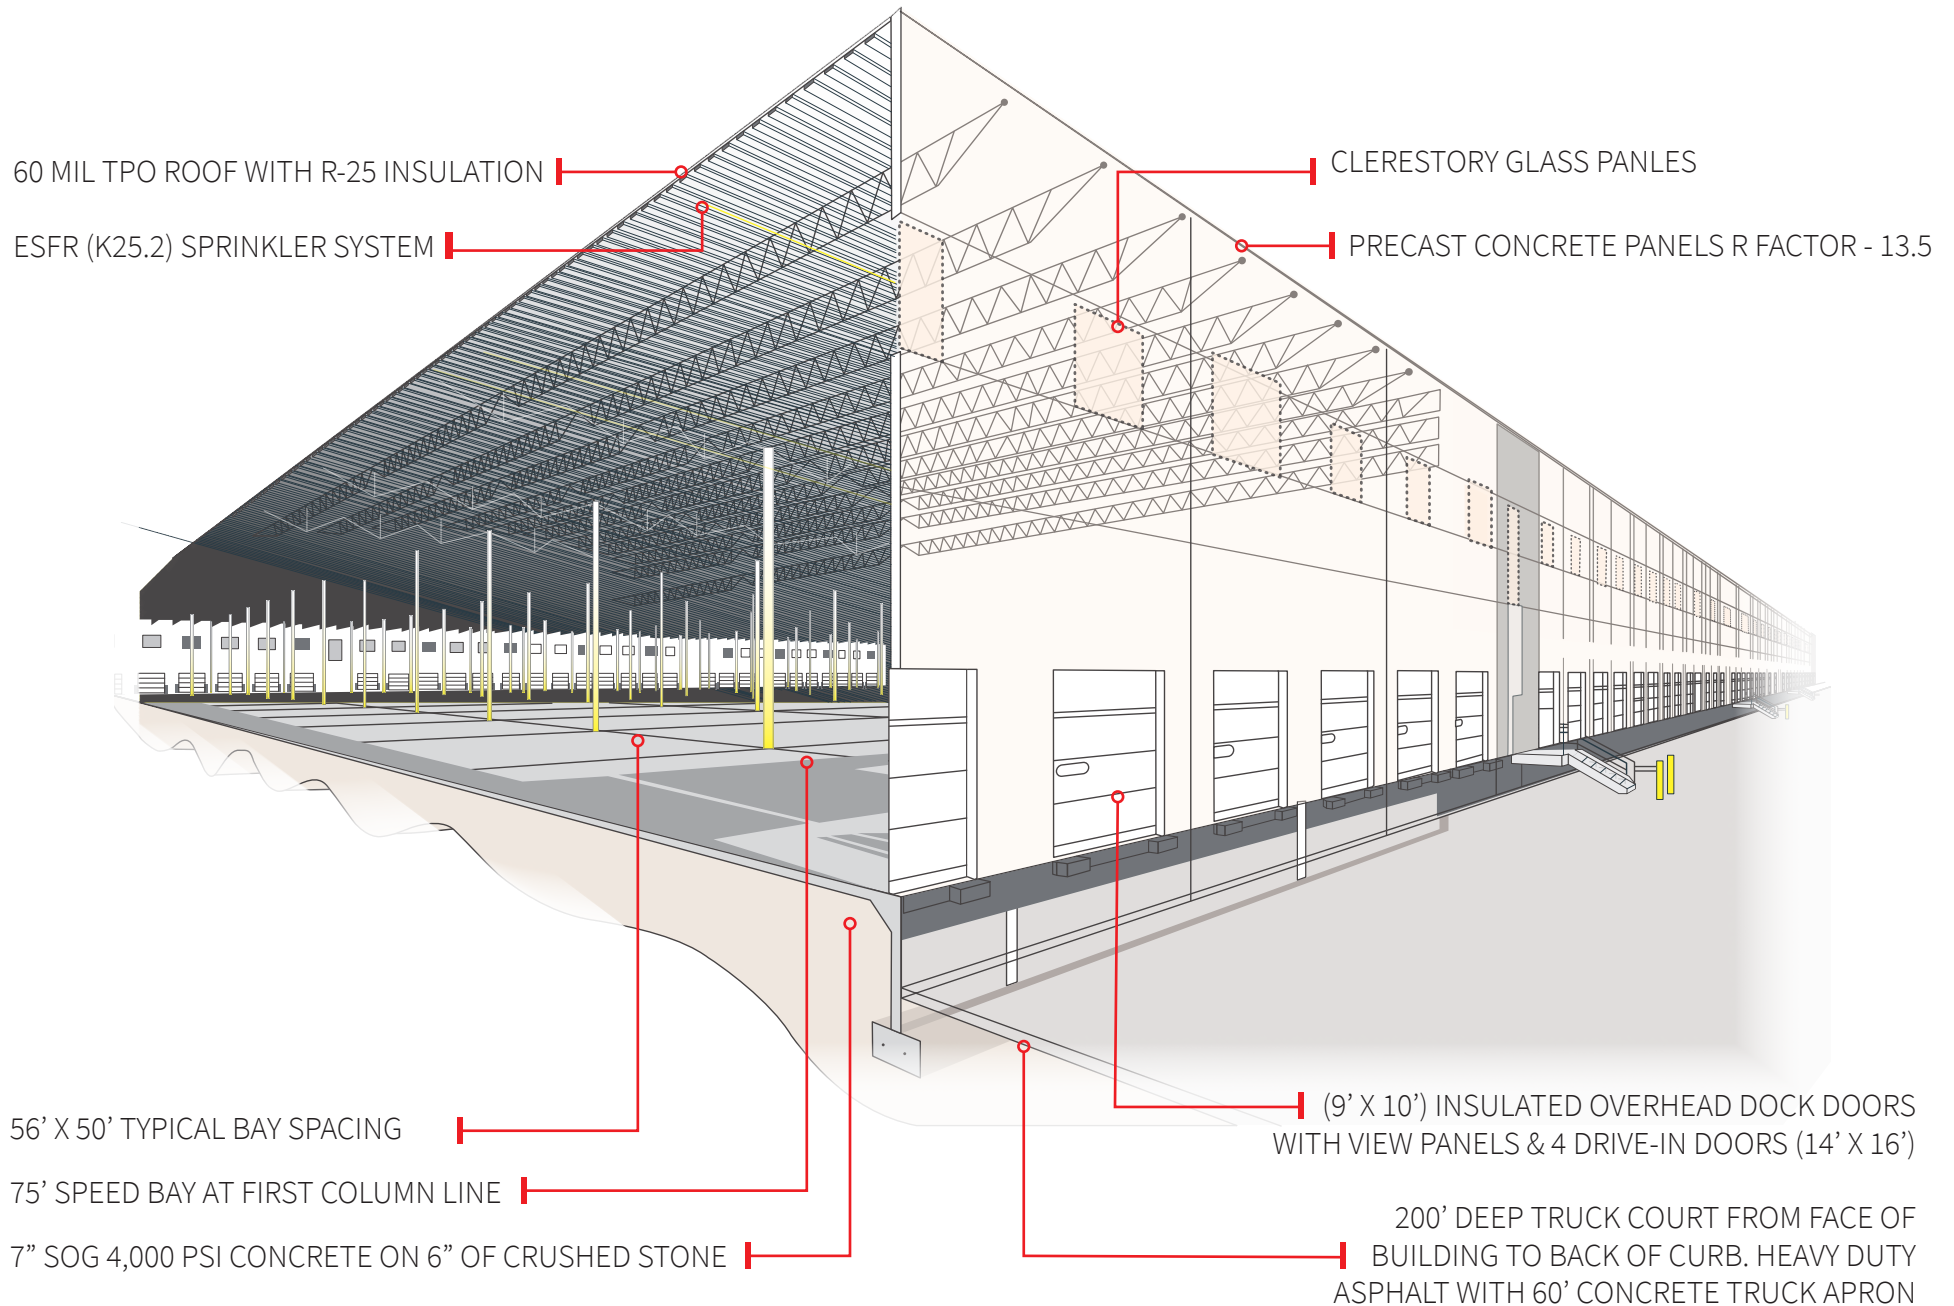 60 MIL TPO ROOF WITH R-25 INSULATION
ESFR (K25.2) SPRINKLER SYSTEM
CLERESTORY GLASS PANLES
PRECAST CONCRETE PANELS R FACTOR - 13.5
56’ X 50’ TYPICAL BAY SPACING
75’ SPEED BAY AT FIRST COLUMN LINE
7” SOG 4,000 PSI CONCRETE ON 6” OF CRUSHED STONE
(9’ X 10’) INSULATED OVERHEAD DOCK DOORS
WITH VIEW PANELS & 4 DRIVE-IN DOORS (14’ X 16’)
200’ DEEP TRUCK COURT FROM FACE OF
BUILDING TO BACK OF CURB. HEAVY DUTY
ASPHALT WITH 60’ CONCRETE TRUCK APRON